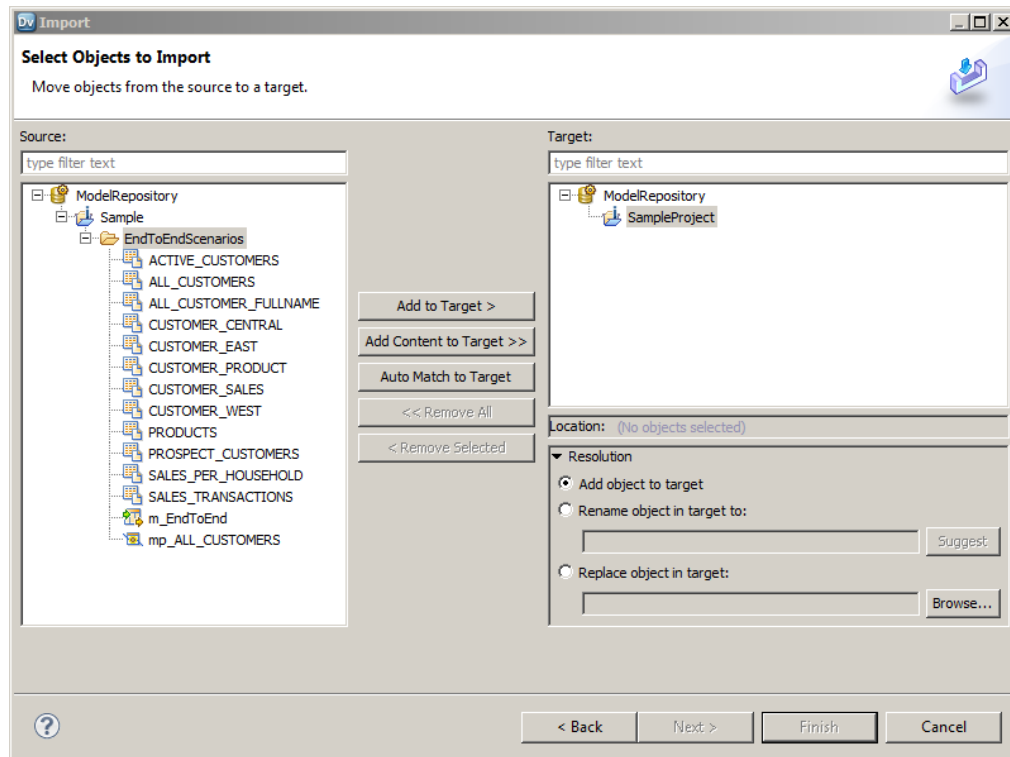 Dv Import
Select Objects to Import
Move objects from the source to a target.
Source:
type filter text
ModelRepository
Sample
EndToEndScenarios
ACTIVE_CUSTOMERS
ALL_CUSTOMERS
ALL_CUSTOMER_FULLNAME
CUSTOMER_CENTRAL
CUSTOMER_EAST
CUSTOMER_PRODUCT
CUSTOMER_SALES
CUSTOMER_WEST
PRODUCTS
PROSPECT_CUSTOMERS
SALES_PER_HOUSEHOLD
SALES_TRANSACTIONS
m_EndToEnd
mp_ALL_CUSTOMERS
Add to Target >
Add Content to Target >>
Auto Match to Target
<< Remove All
< Remove Selected
Target:
type filter text
ModelRepository
SampleProject
Location: (No objects selected)
Resolution
Add object to target
Rename object in target to:
Suggest
Replace object in target:
Browse...
?
< Back
Next >
Finish
Cancel